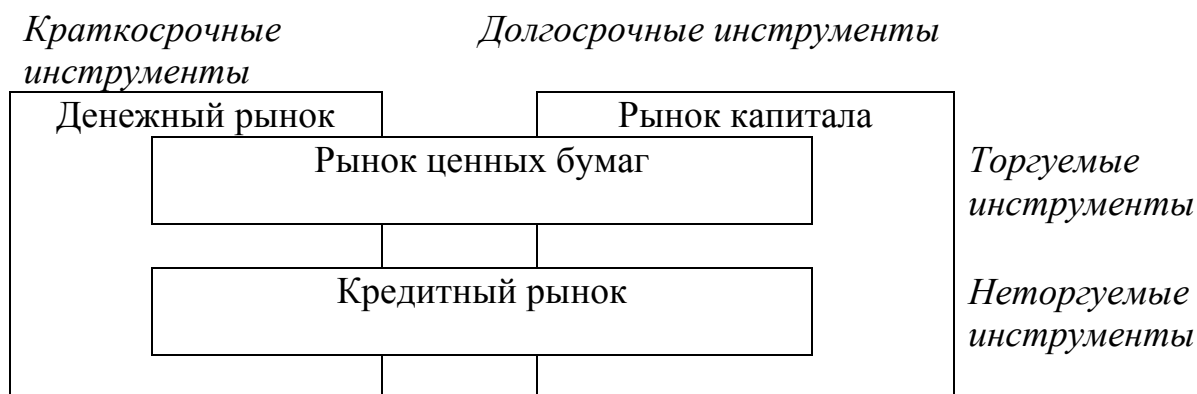 Краткосрочные
инструменты
Долгосрочные инструменты
Денежный рынок
Рынок капитала
Рынок ценных бумаг
Торгуемые
инструменты
Кредитный рынок
Неторгуемые
инструменты